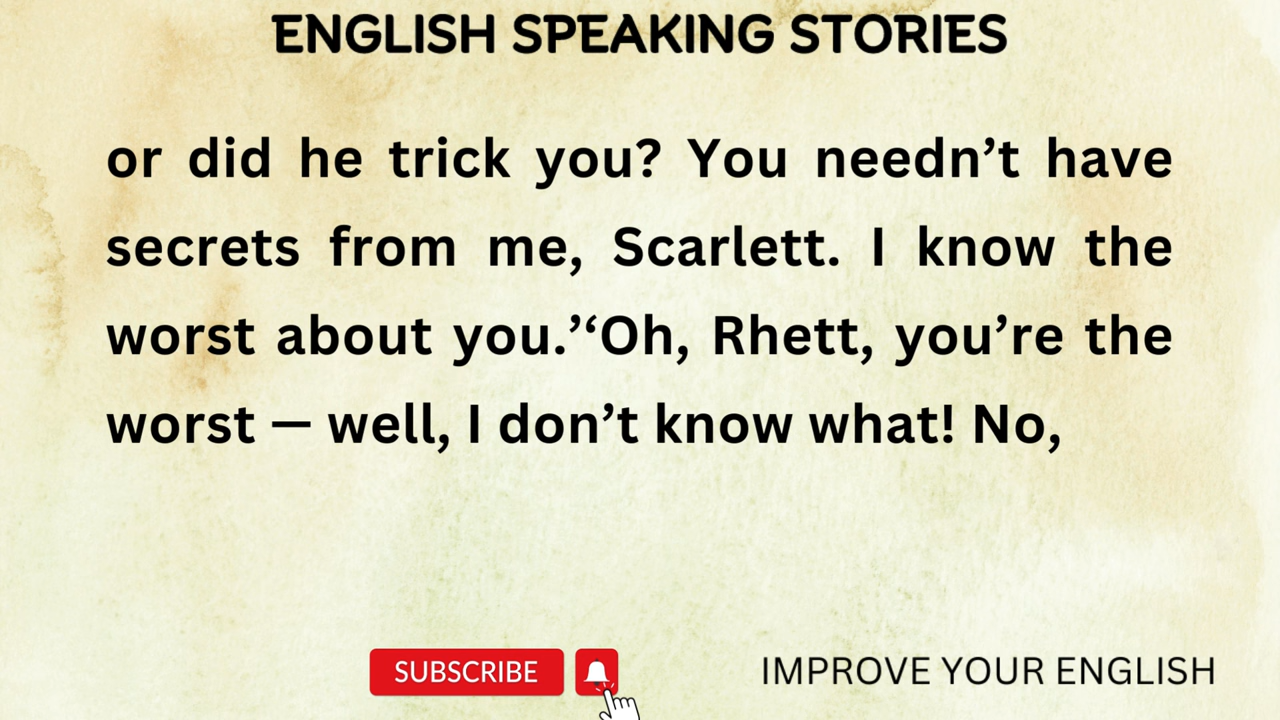 ENGLISH SPEAKING STORIES
or did he trick you? You needn’t have
secrets from me, Scarlett. I know the
worst about you.’‘Oh, Rhett, you’re the
worst — well, I don’t know what! No,
SUBSCRIBE
IMPROVE YOUR ENGLISH